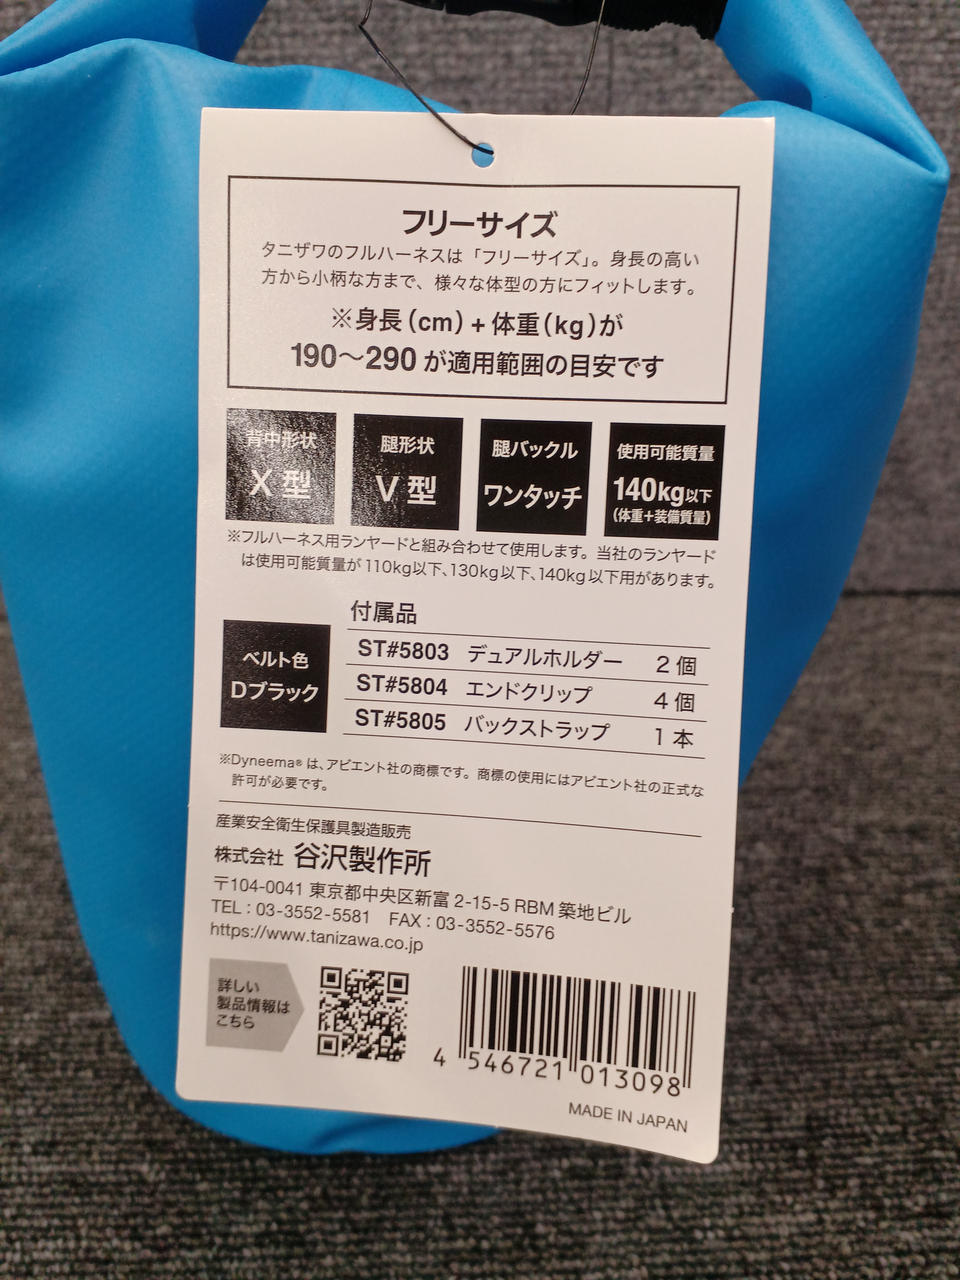 フリーサイズ
タニザワのフルハーネスは「フリーサイズ」。身長の高い
方から小柄な方まで、様々な体型の方にフィットします。
※身長(cm)+体重(kg)が
190〜290が適用範囲の目安です
背中形状
X型
腿形状
V型
腿バックル
ワンタッチ
使用可能質量
140kg以下
(体重+装備質量)
※フルハーネス用ランヤードと組み合わせて使用します。当社のランヤード
は使用可能質量が110kg以下、130kg以下、140kg以下用があります。
付属品
ベルト色
Dブラック
ST#5803 デュアルホルダー 2個
ST#5804 エンドクリップ 4個
ST#5805 バックストラップ 1本
※Dyneema®は、アビエント社の商標です。商標の使用にはアビエント社の正式な
許可が必要です。
産業安全衛生保護具製造販売
株式会社 谷沢製作所
〒104-0041 東京都中央区新富2-15-5 RBM築地ビル
TEL:03-3552-5581 FAX:03-3552-5576
https://www.tanizawa.co.jp
詳しい
製品情報は
こちら
4 546721 013098
MADE IN JAPAN